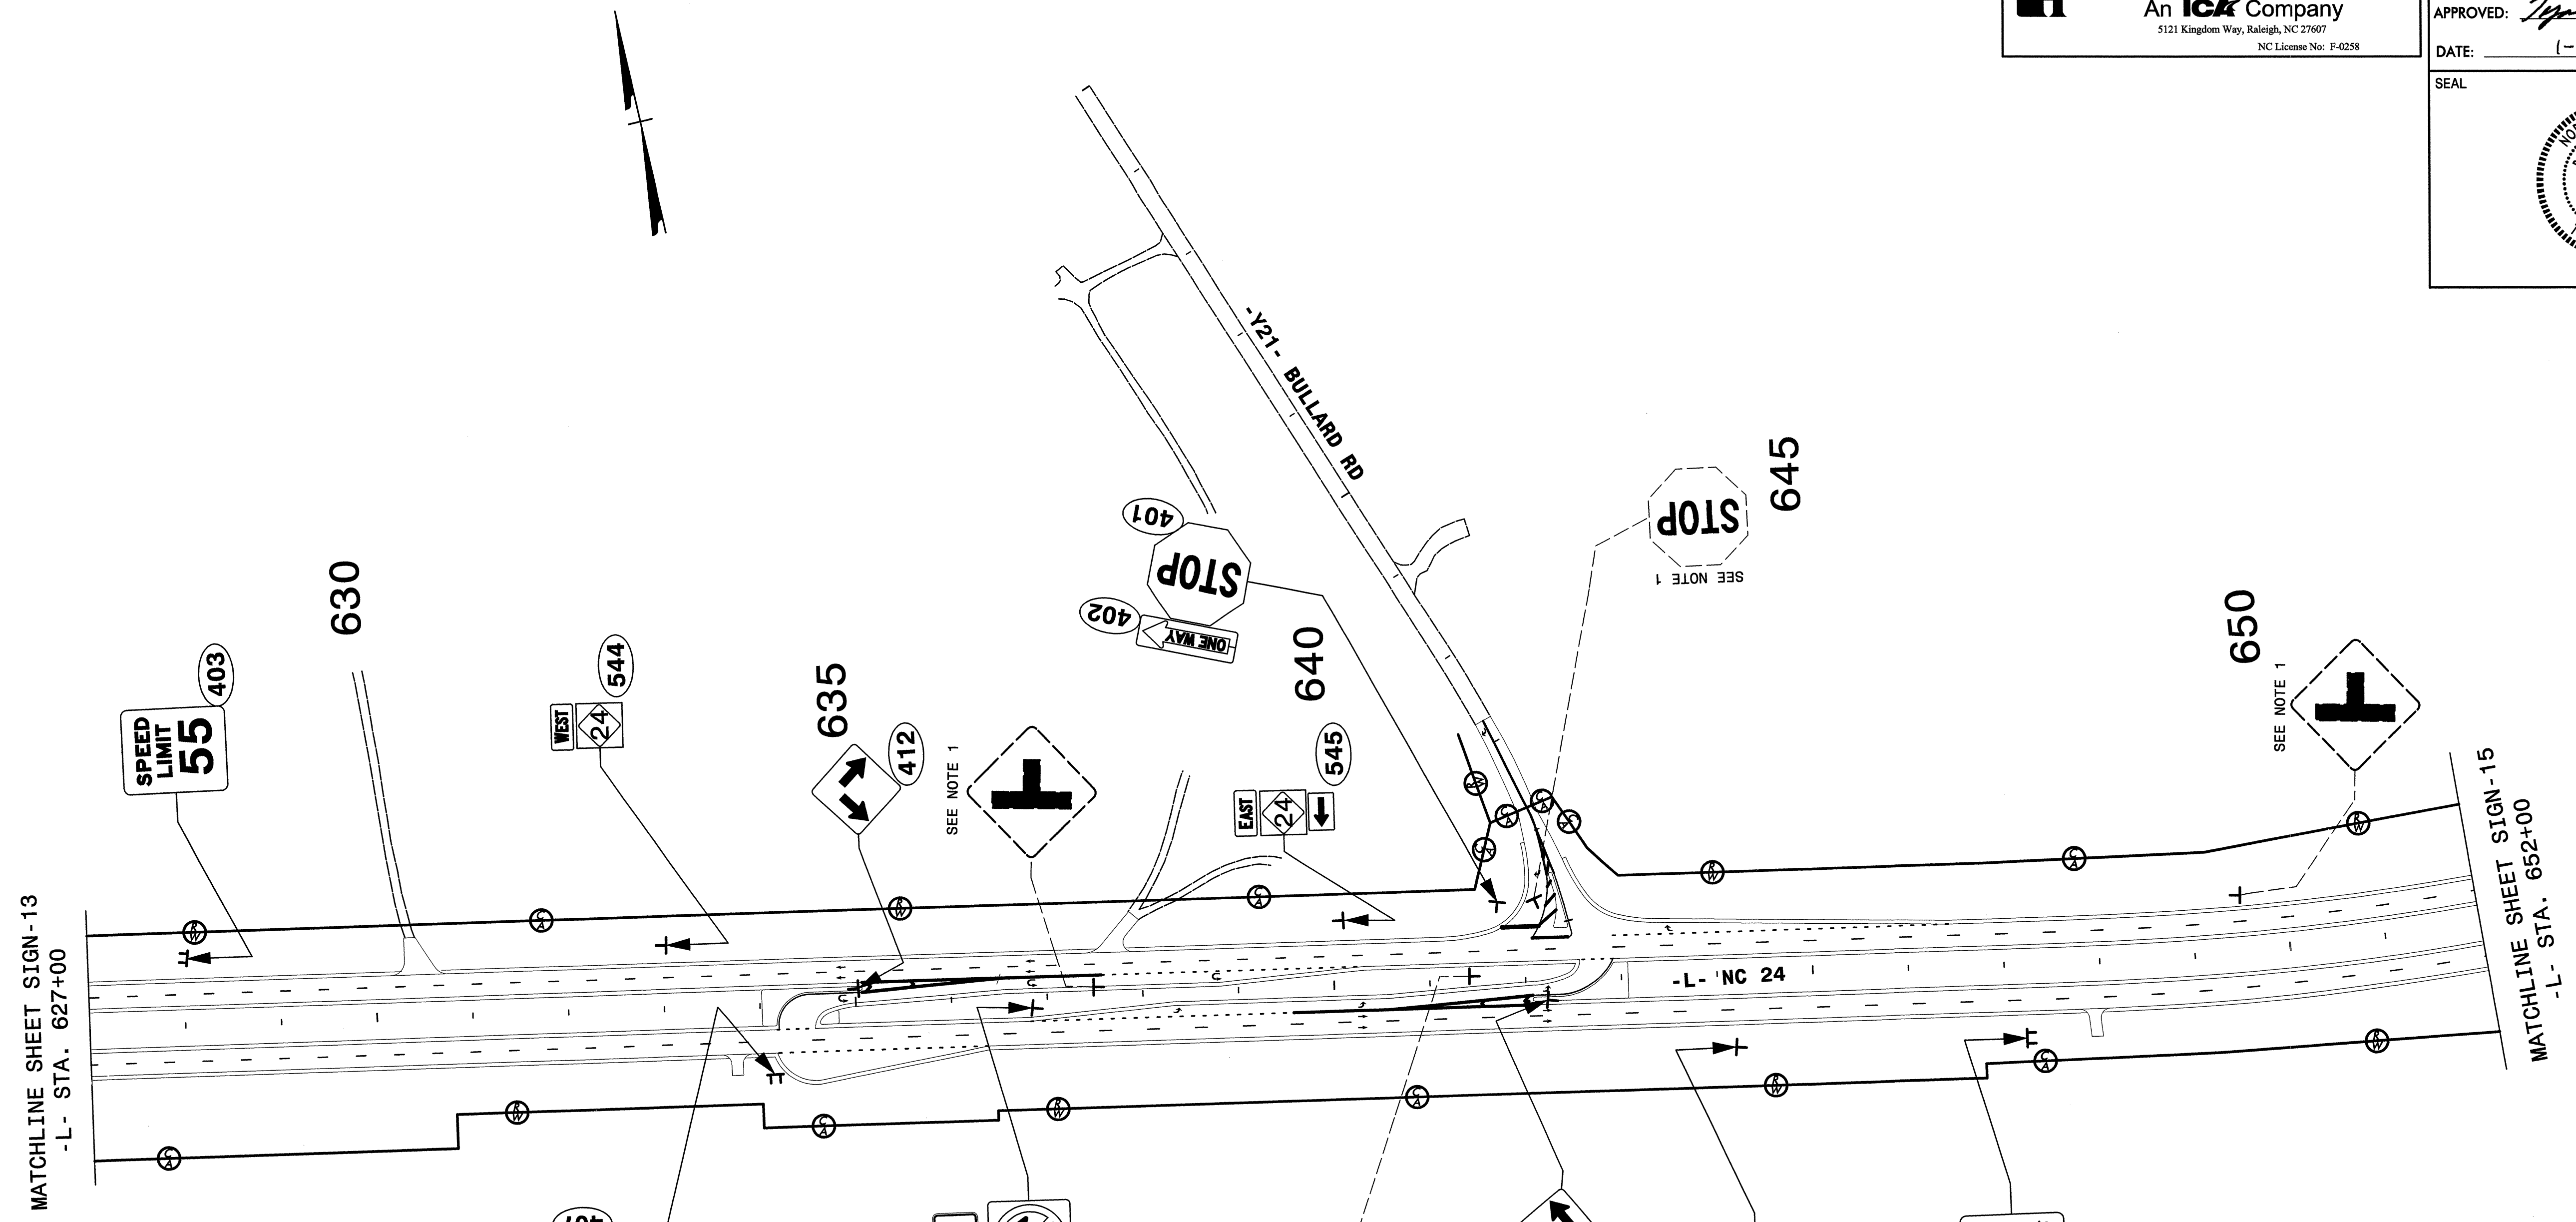 An ICA Company
5121 Kingdom Way, Raleigh, NC 27607
NC License No: F-0258
APPROVED:
DATE: 1-
SEAL
-Y21- BULLARD RD
645
STOP
SEE NOTE 1
401
STOP
402
ONE WAY
640
630
403
SPEED
LIMIT
55
544
WEST
24
635
412
SEE NOTE 1
545
EAST
24
650
SEE NOTE 1
MATCHLINE SHEET SIGN-13
-L- STA. 627+00
-L- NC 24
MATCHLINE SHEET SIGN-15
-L- STA. 652+00
R/W
C/A
R/W
C/A
R/W
C/A
C/A
C/A
C/A
R/W
C/A
R/W
C/A
R/W
C/A
R/W
C/A
R/W
C/A
R/W
401